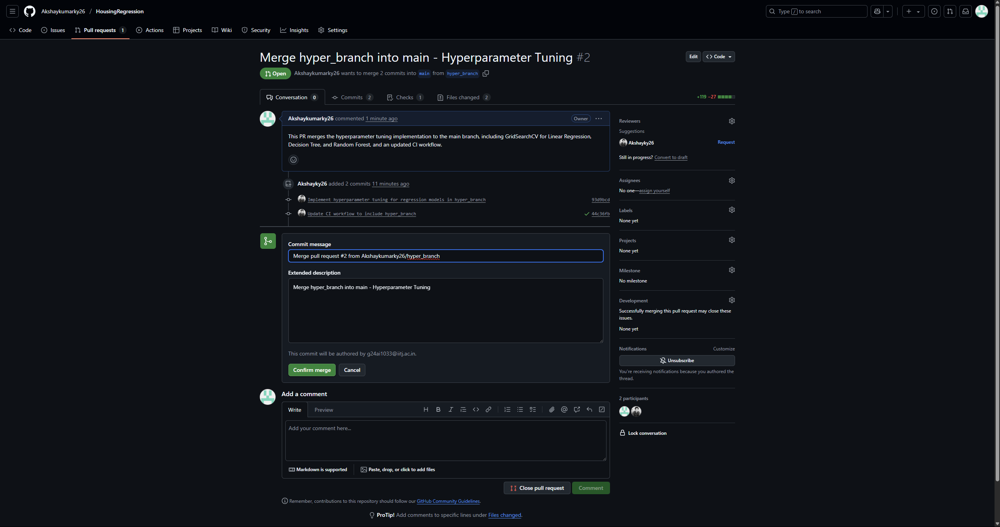 Akshaykumarky26 / HousingRegression
Type / to search
Code
Issues
Pull requests 1
Actions
Projects
Wiki
Security
Insights
Settings
Merge hyper_branch into main - Hyperparameter Tuning #2
Edit
Code
Open
Akshaykumarky26 wants to merge 2 commits into main from hyper_branch
Conversation 0
Commits 2
Checks 1
Files changed 2
+119 −27
Akshaykumarky26 commented 1 minute ago
Owner
This PR merges the hyperparameter tuning implementation to the main branch, including GridSearchCV for Linear Regression,
Decision Tree, and Random Forest, and an updated CI workflow.
Akshayky26 added 2 commits 11 minutes ago
Implement hyperparameter tuning for regression models in hyper_branch
93d9bcd
Update CI workflow to include hyper_branch
44c36fb
Commit message
Merge pull request #2 from Akshaykumarky26/hyper_branch
Extended description
Merge hyper_branch into main - Hyperparameter Tuning
This commit will be authored by g24ai1033@iitj.ac.in.
Confirm merge
Cancel
Add a comment
Write
Preview
Add your comment here...
Markdown is supported
Paste, drop, or click to add files
Close pull request
Comment
Remember, contributions to this repository should follow our GitHub Community Guidelines.
ProTip! Add comments to specific lines under Files changed.
Reviewers
Suggestions
Akshayky26
Request
Still in progress? Convert to draft
Assignees
No one—assign yourself
Labels
None yet
Projects
None yet
Milestone
No milestone
Development
Successfully merging this pull request may close these
issues.
None yet
Notifications
Customize
Unsubscribe
You're receiving notifications because you authored the
thread.
2 participants
Lock conversation